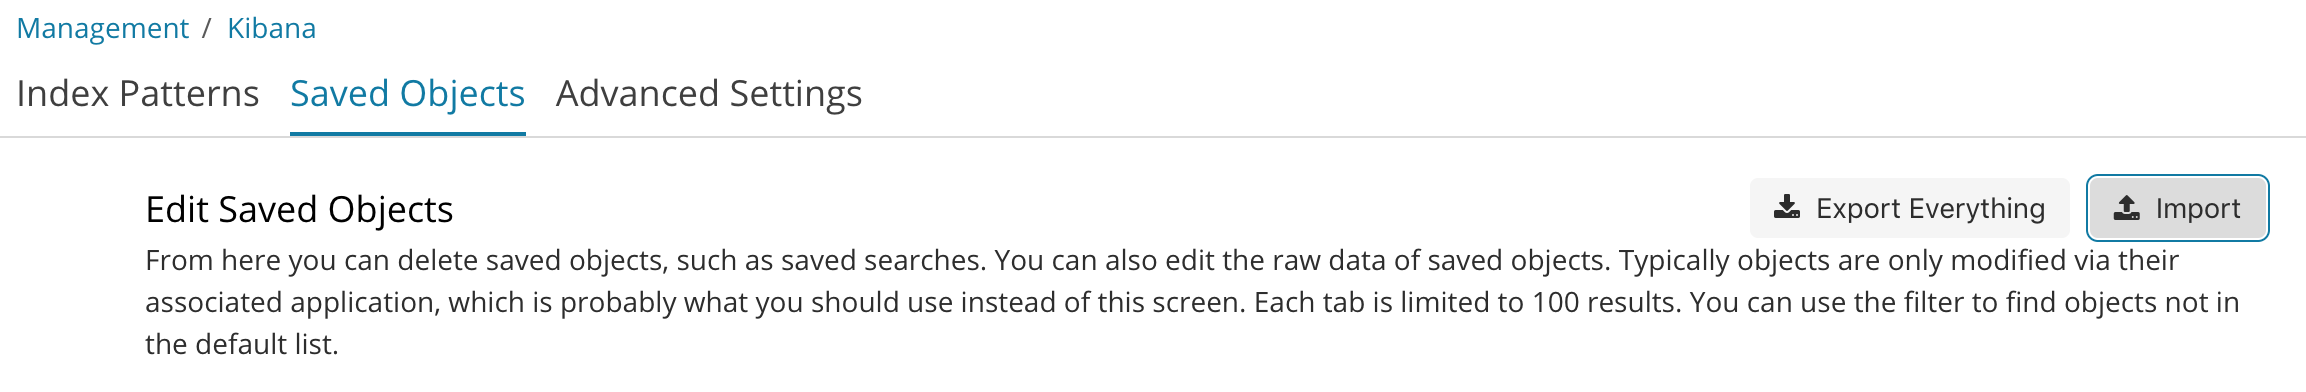 Management / Kibana
Index Patterns Saved Objects Advanced Settings
Edit Saved Objects
Export Everything
Import
From here you can delete saved objects, such as saved searches. You can also edit the raw data of saved objects. Typically objects are only modified via their
associated application, which is probably what you should use instead of this screen. Each tab is limited to 100 results. You can use the filter to find objects not in
the default list.